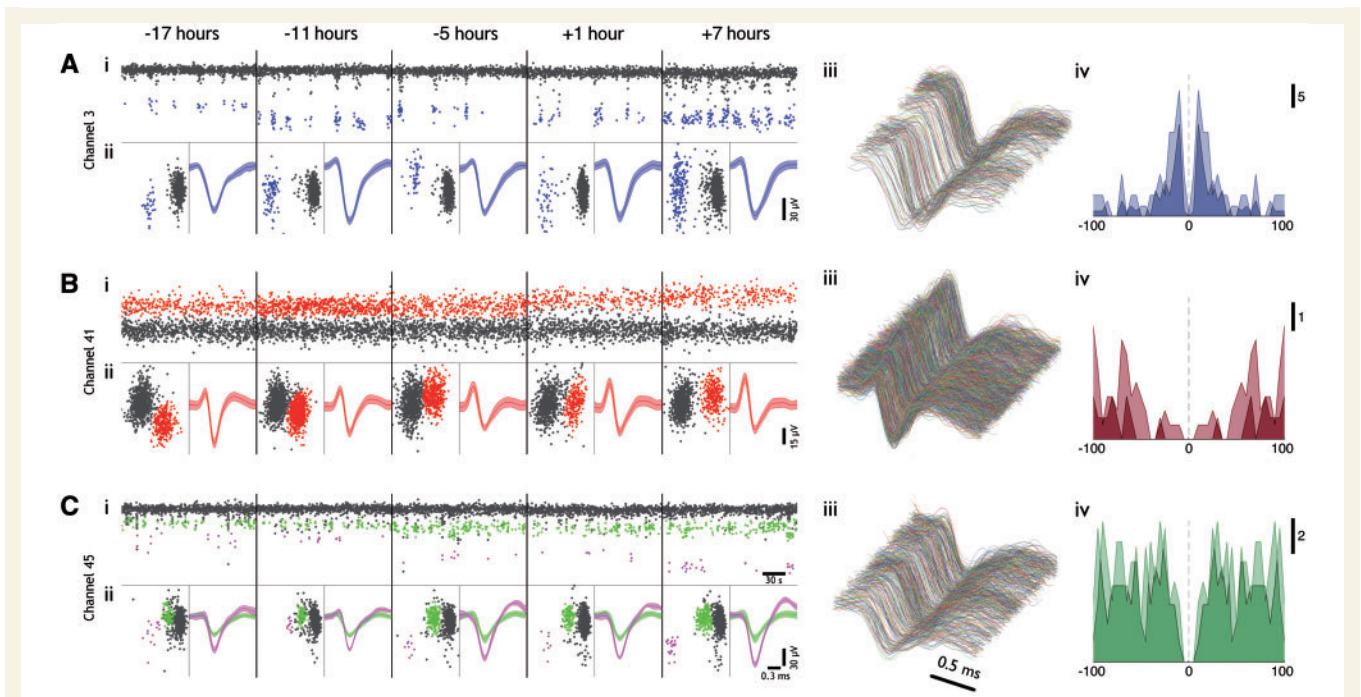 -17 hours -11 hours -5 hours +1 hour +7 hours
A i iii iv
5
Channel 3
ii
30 µV
-100 0 100
B i iii iv
1
Channel 41
ii
15 µV
-100 0 100
C i iii iv
2
Channel 45
30 s
ii
30 µV
0.3 ms
0.5 ms
-100 0 100